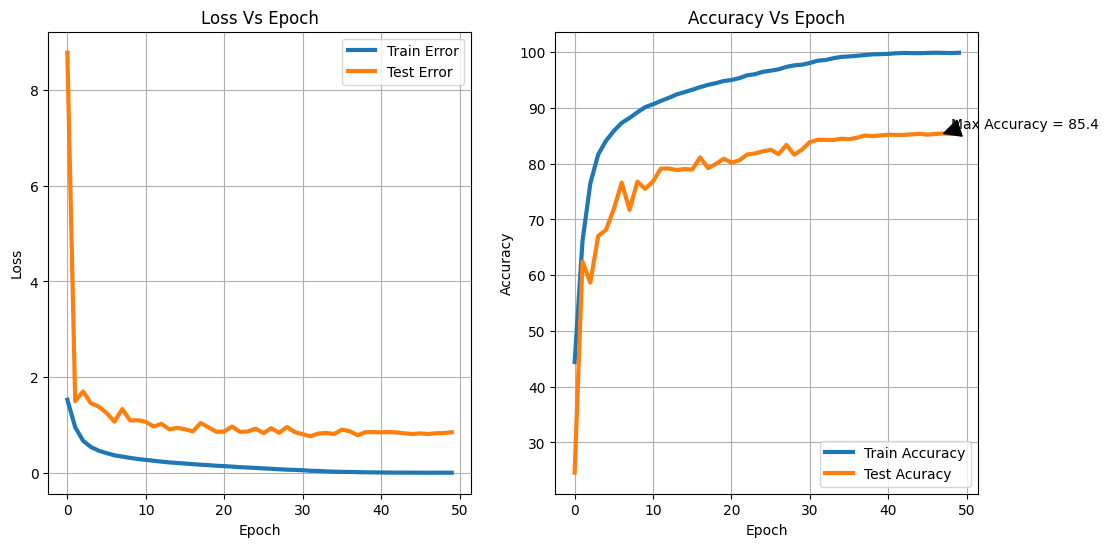 Loss Vs Epoch
Train Error
Test Error
8
6
4
2
0
Loss
0 10 20 30 40 50
Epoch
Accuracy Vs Epoch
100
90
80
70
60
50
40
30
Accuracy
Max Accuracy = 85.4
Train Accuracy
Test Acuracy
0 10 20 30 40 50
Epoch